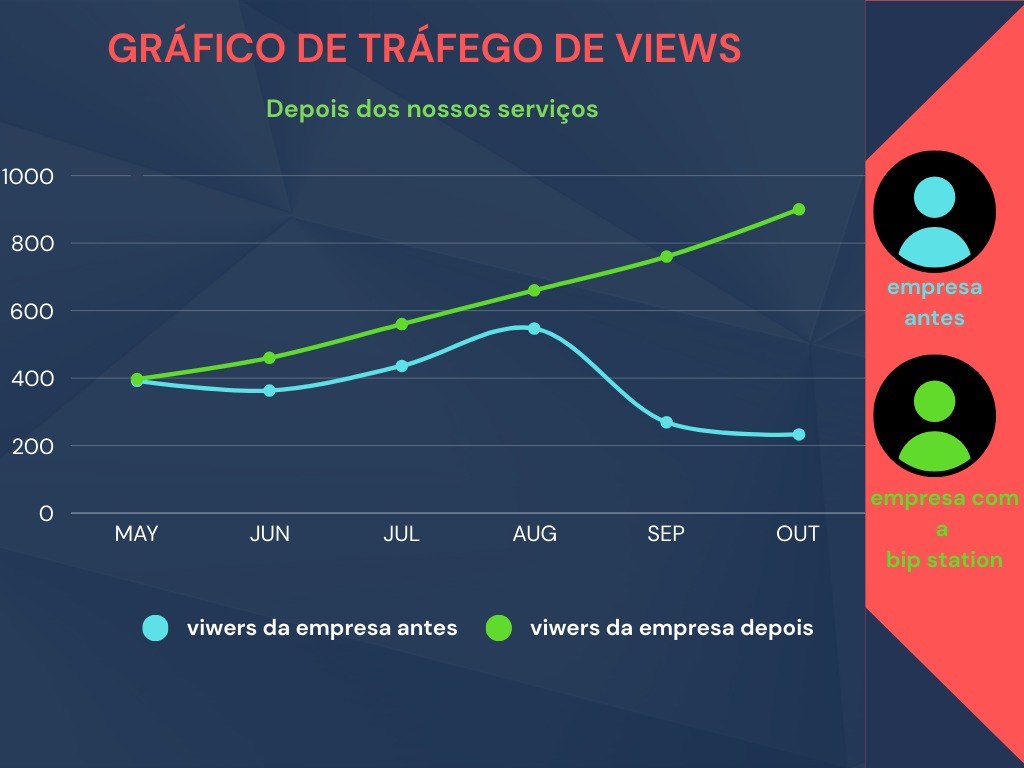 GRÁFICO DE TRÁFEGO DE VIEWS
Depois dos nossos serviços
1000
800
600
400
200
0
MAY JUN JUL AUG SEP OUT
viwers da empresa antes viwers da empresa depois
empresa
antes
empresa com
a
bip station